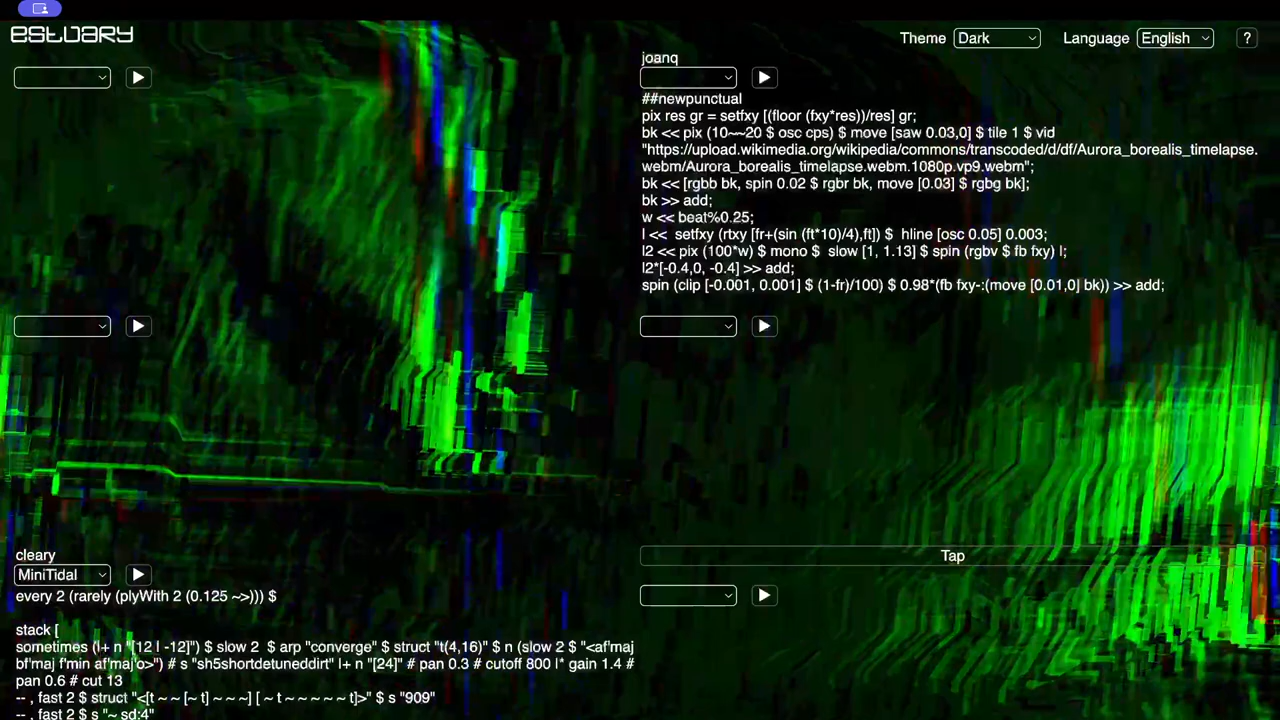 estuary
Theme Dark Language English ?
joanq
##newpunctual
pix res gr = setfxy [(floor (fxy*res))/res] gr;
bk << pix (10~~20 $ osc cps) $ move [saw 0.03,0] $ tile 1 $ vid
"https://upload.wikimedia.org/wikipedia/commons/transcoded/d/df/Aurora_borealis_timelapse.
webm/Aurora_borealis_timelapse.webm.1080p.vp9.webm";
bk << [rgbb bk, spin 0.02 $ rgbr bk, move [0.03] $ rgbg bk];
bk >> add;
w << beat%0.25;
l << setfxy (rtxy [fr+(sin (ft*10)/4),ft]) $ hline [osc 0.05] 0.003;
l2 << pix (100*w) $ mono $ slow [1, 1.13] $ spin (rgbv $ fb fxy) l;
l2*[-0.4,0, -0.4] >> add;
spin (clip [-0.001, 0.001] $ (1-fr)/100) $ 0.98*(fb fxy-:(move [0.01,0] bk)) >> add;
cleary
MiniTidal
every 2 (rarely (plyWith 2 (0.125 ~>))) $
stack [
sometimes (|+ n "[12 | -12]") $ slow 2 $ arp "converge" $ struct "t(4,16)" $ n (slow 2 $ "<af'maj
bf'maj f'min af'maj'o>") # s "sh5shortdetuneddirt" |+ n "[24]" # pan 0.3 # cutoff 800 |* gain 1.4 #
pan 0.6 # cut 13
-- , fast 2 $ struct "<[t ~ ~ [~ t] ~ ~ ~] [ ~ t ~ ~ ~ ~ ~ t]>" $ s "909"
-- , fast 2 $ s "~ sd:4"
Tap